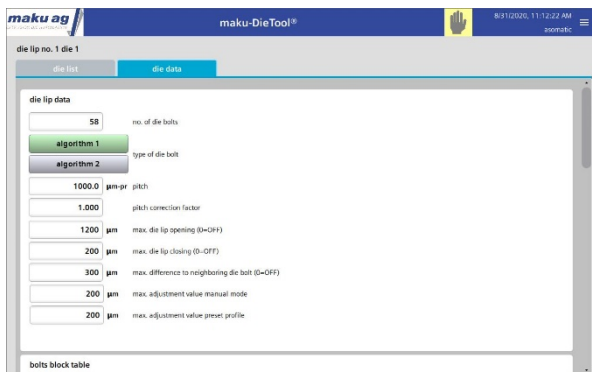 maku ag
maku-DieTool®
8/31/2020, 11:12:22 AM
asomatic
die lip no. 1 die 1
die list
die data
die lip data
58 no. of die bolts
algorithm 1
type of die bolt
algorithm 2
1000.0 µm-pr pitch
1.000 pitch correction factor
1200 µm max. die lip opening (0=OFF)
200 µm max. die lip closing (0=OFF)
300 µm max. difference to neighboring die bolt (0=OFF)
200 µm max. adjustment value manual mode
200 µm max. adjustment value preset profile
bolts block table